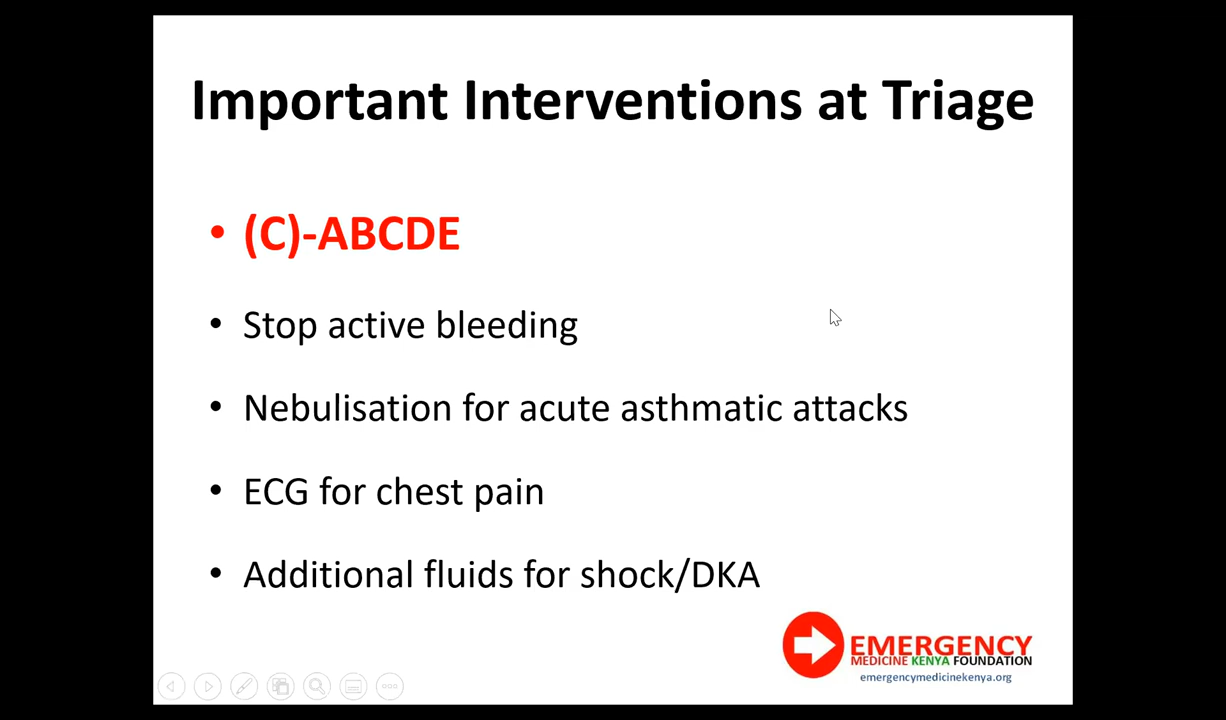 Important Interventions at Triage
• (C)-ABCDE
• Stop active bleeding
• Nebulisation for acute asthmatic attacks
• ECG for chest pain
• Additional fluids for shock/DKA
EMERGENCY
MEDICINE KENYA FOUNDATION
emergencymedicinekenya.org